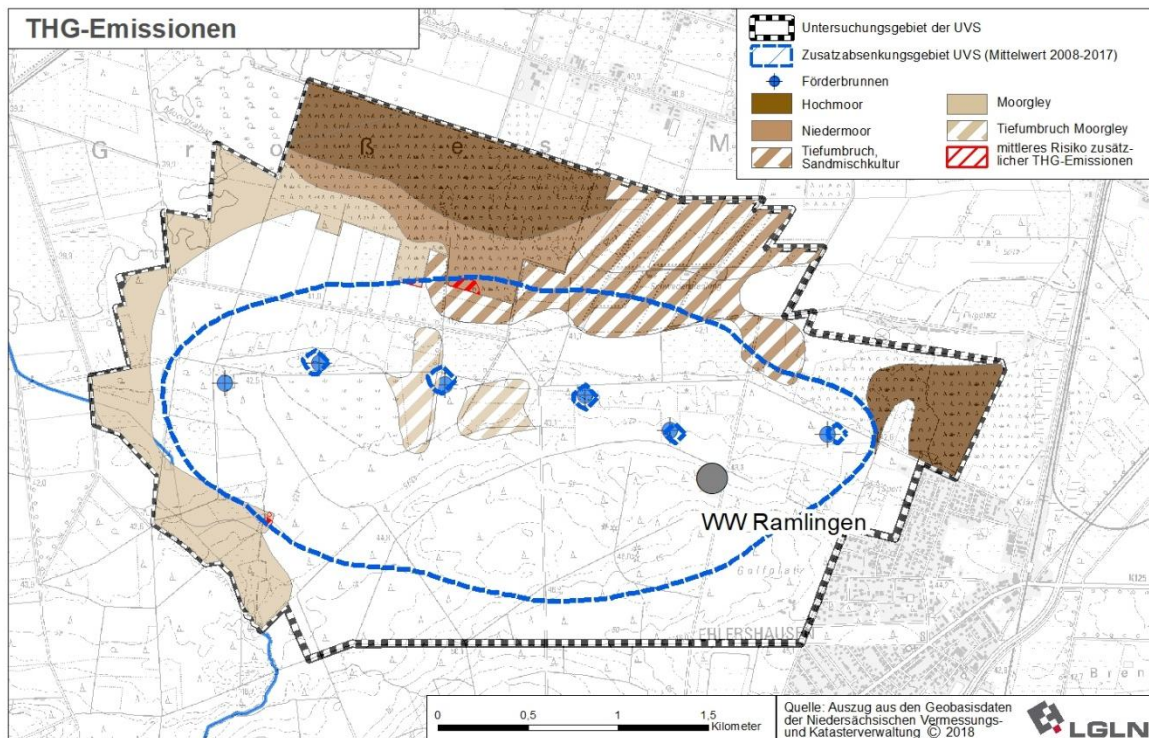 THG-Emissionen
Untersuchungsgebiet der UVS
Zusatzabsenkungsgebiet UVS (Mittelwert 2008-2017)
Förderbrunnen
Hochmoor
Niedermoor
Tiefumbruch,
Sandmischkultur
Moorgley
Tiefumbruch Moorgley
mittleres Risiko zusätz-
licher THG-Emissionen
G r o ß e s M
WW Ramlingen
EHLERSHAUSEN
Golfplatz
0 0,5 1 1,5
Kilometer
Quelle: Auszug aus den Geobasisdaten
der Niedersächsischen Vermessungs-
und Katasterverwaltung © 2018
LGLN